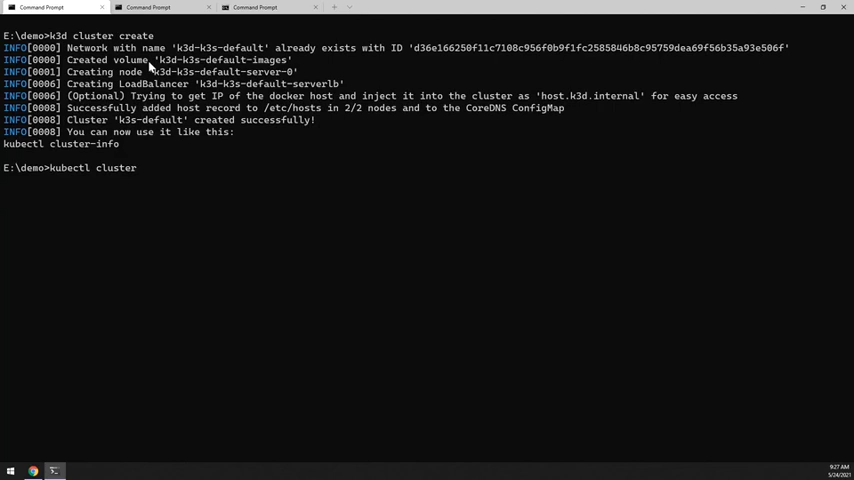 Command Prompt
Command Prompt
Command Prompt
E:\demo>k3d cluster create
INFO[0000] Network with name 'k3d-k3s-default' already exists with ID 'd36e166250f11c7108c956f0b9f1fc2585846b8c95759dea69f56b35a93e506f'
INFO[0000] Created volume 'k3d-k3s-default-images'
INFO[0001] Creating node 'k3d-k3s-default-server-0'
INFO[0006] Creating LoadBalancer 'k3d-k3s-default-serverlb'
INFO[0006] (Optional) Trying to get IP of the docker host and inject it into the cluster as 'host.k3d.internal' for easy access
INFO[0008] Successfully added host record to /etc/hosts in 2/2 nodes and to the CoreDNS ConfigMap
INFO[0008] Cluster 'k3s-default' created successfully!
INFO[0008] You can now use it like this:
kubectl cluster-info
E:\demo>kubectl cluster
9:27 AM
5/24/2021